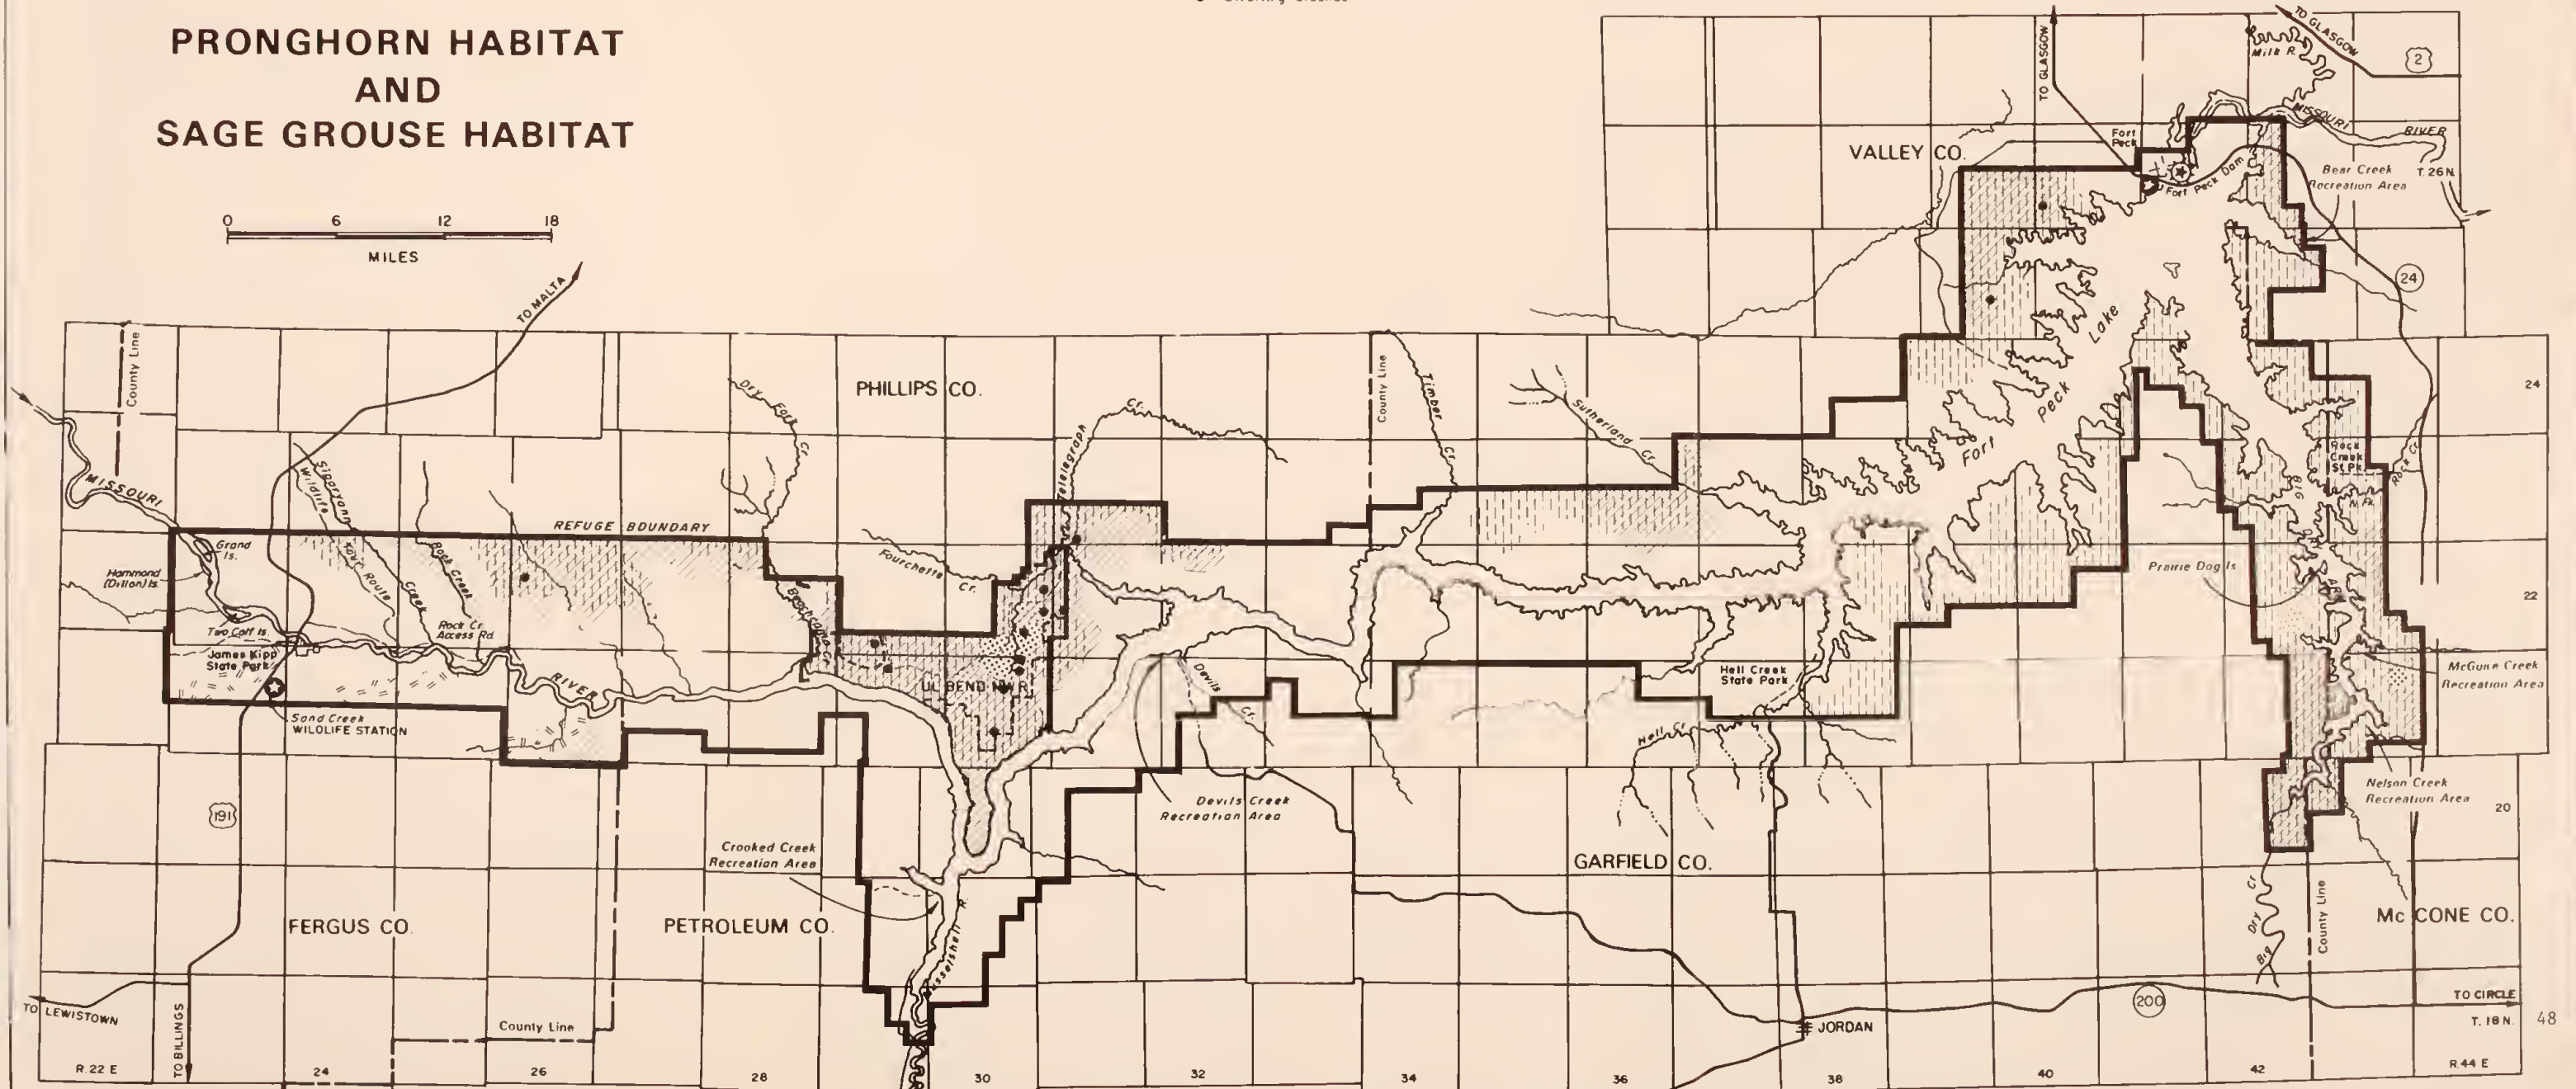 PRONGHORN HABITAT
AND
SAGE GROUSE HABITAT
0 6 12 18
MILES
TO MALTA
TO GLASGOW
TO GLASGOW
Milk R.
2
MISSOURI
RIVER
VALLEY CO.
Fort
Peck
Fort Peck Dam
Bear Creek
Recreation Area
T. 26 N.
24
County Line
PHILLIPS CO.
Dry Fork Cr.
Telegraph Cr.
County Line
Timber Cr.
Sutherland Cr.
Fort Peck Lake
24
Rock
Creek
St. Pk.
Rock Cr.
N. Fk.
BIG
DRY
ARM
MISSOURI
Siparyann Creek
Wildlife Tour Route
Rock Creek
REFUGE BOUNDARY
Grand
Is.
Hammond
(Dillon) Is.
Two Calf Is.
Rock Cr.
Access Rd.
James Kipp
State Park
RIVER
Sand Creek
WILDLIFE STATION
Beauchamp
Fourchette
Cr.
UL BEND NWR
Devils
Cr.
Hell Creek
State Park
Hell Cr.
Prairie Dog Is.
22
McGuire Creek
Recreation Area
Nelson Creek
Recreation Area
20
191
Devils Creek
Recreation Area
Crooked Creek
Recreation Area
GARFIELD CO.
FERGUS CO.
PETROLEUM CO.
Musselshell R.
McCONE CO.
Big Dry Cr.
County Line
TO LEWISTOWN
TO BILLINGS
County Line
200
JORDAN
TO CIRCLE
T. 18 N.
48
R. 22 E 24 26 28 30 32 34 36 38 40 42 R. 44 E